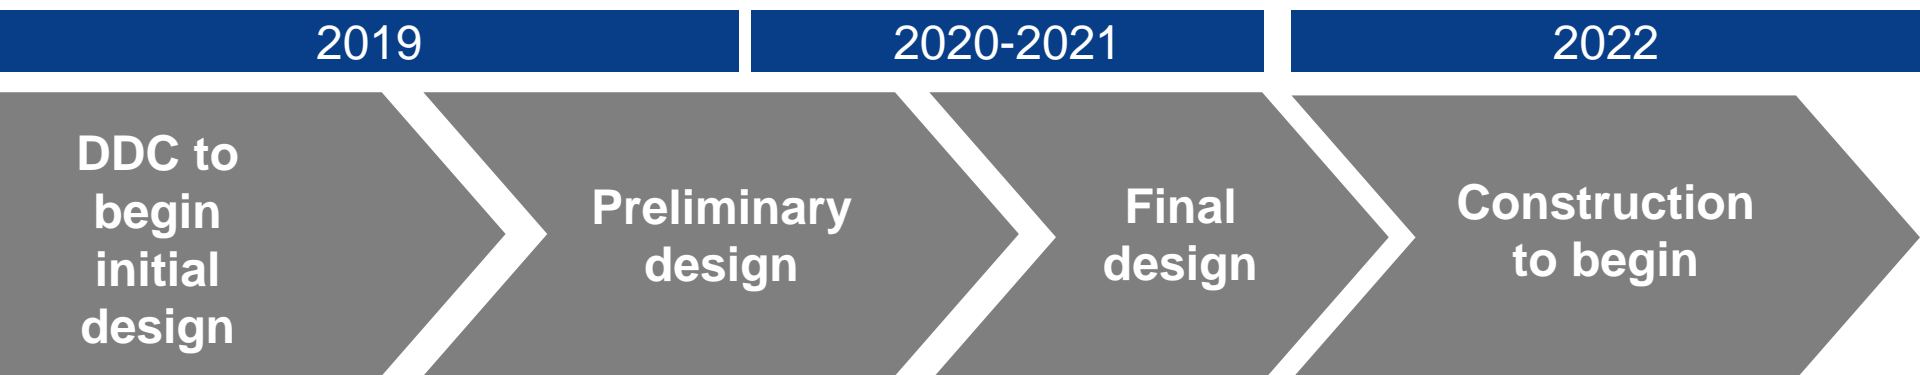 2019
2020-2021
2022
DDC to
begin
initial
design
Preliminary
design
Final
design
Construction
to begin